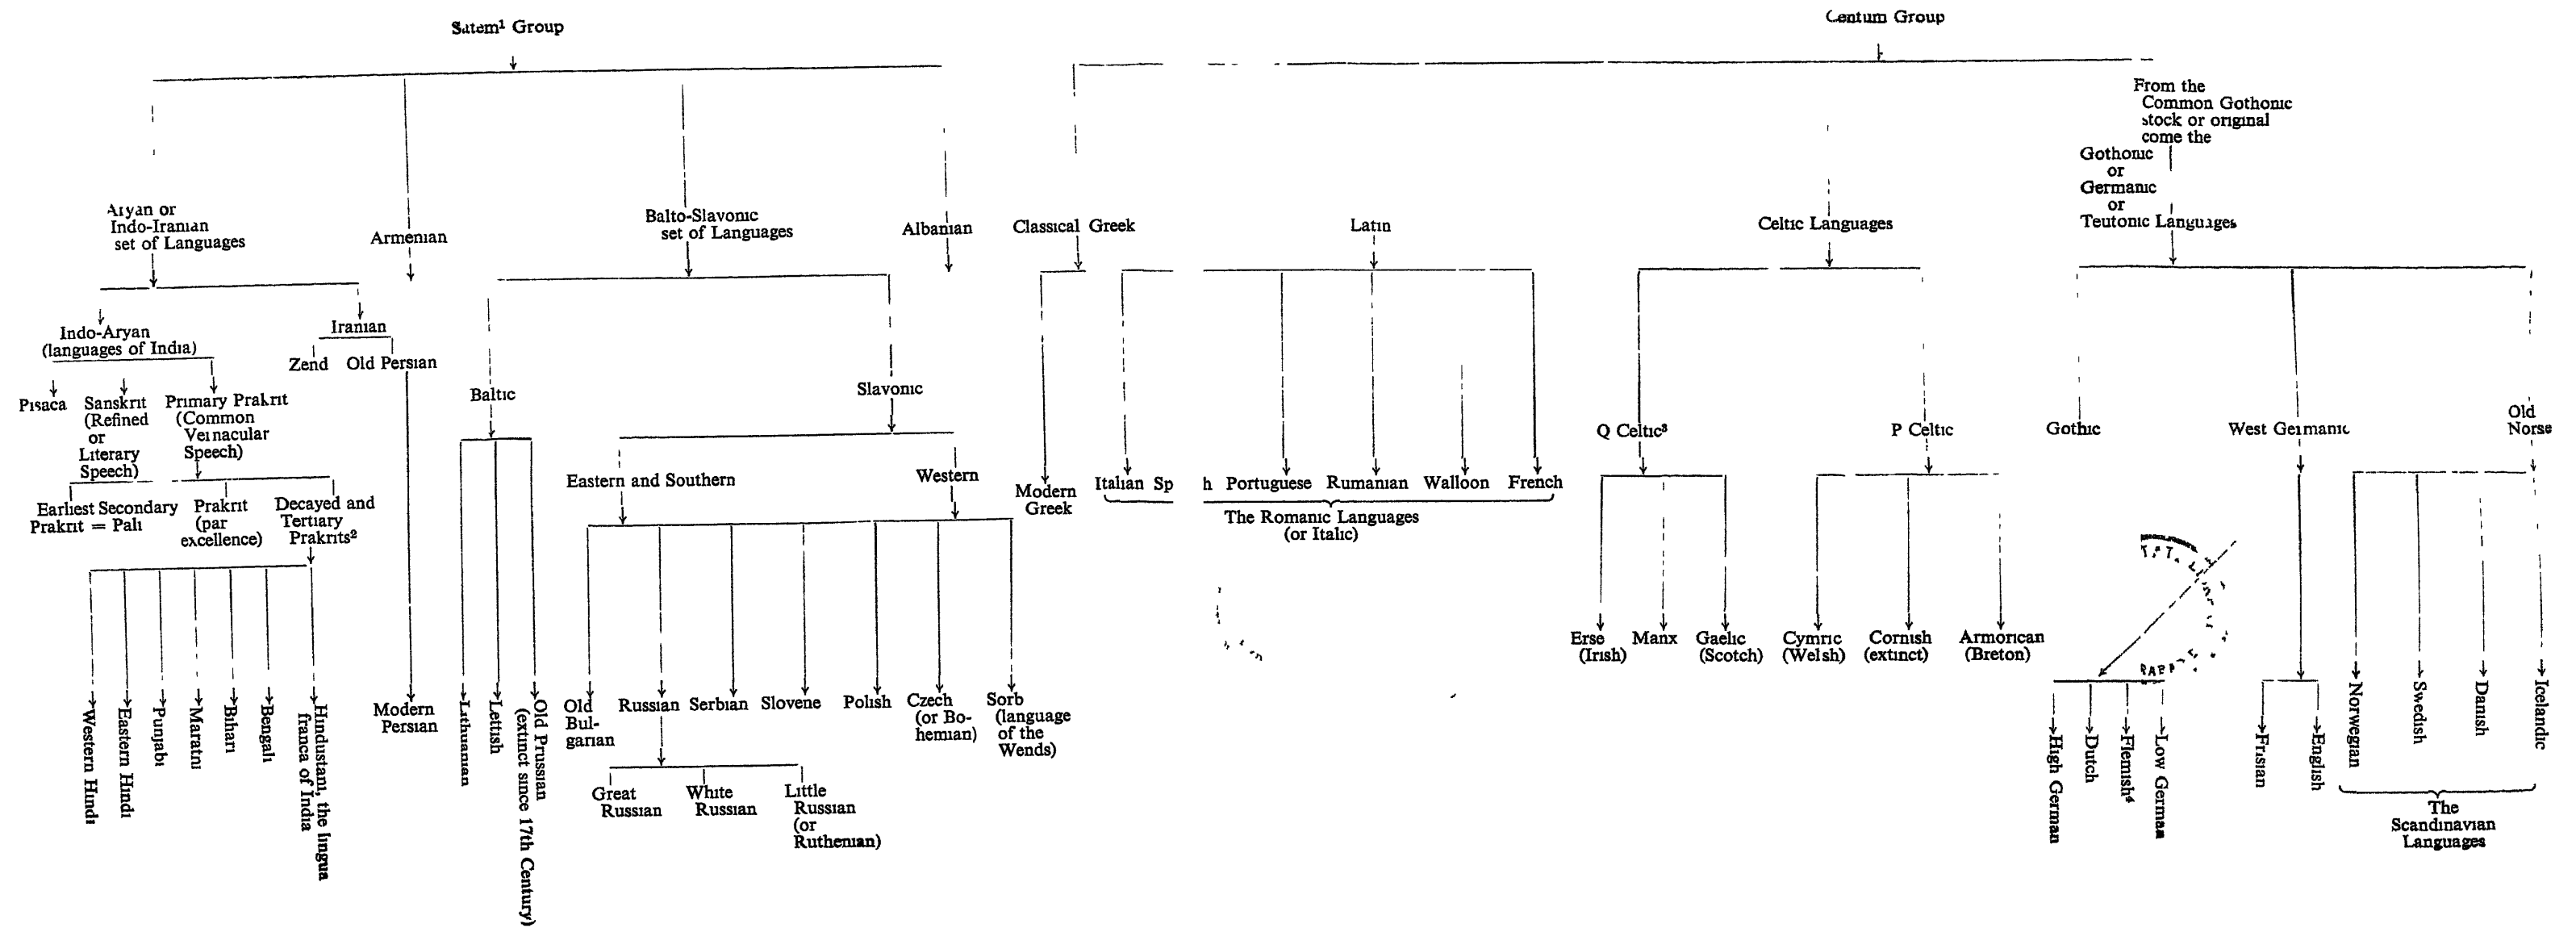 Satem¹ Group
Centum Group
From the
Common Gothonic
stock or original
come the
Gothonic
or
Germanic
or
Teutonic Languages
Aryan or
Indo-Iranian
set of Languages
Armenian
Balto-Slavonic
set of Languages
Albanian
Classical Greek
Latin
Celtic Languages
Indo-Aryan
(languages of India)
Iranian
Zend
Old Persian
Pisaca
Sanskrit
(Refined
or
Literary
Speech)
Primary Prakrit
(Common
Vernacular
Speech)
Baltic
Slavonic
Q Celtic³
P Celtic
Gothic
West Germanic
Old
Norse
Earliest Secondary
Prakrit = Pali
Prakrit
(par
excellence)
Decayed and
Tertiary
Prakrits²
Eastern and Southern
Western
Modern
Greek
Italian Sp h Portuguese Rumanian Walloon French
The Romanic Languages
(or Italic)
Erse
(Irish)
Manx
Gaelic
(Scotch)
Cymric
(Welsh)
Cornish
(extinct)
Armorican
(Breton)
Western Hindi
Eastern Hindi
Punjabi
Marathi
Bihari
Bengali
Hindustani, the lingua
franca of India
Modern
Persian
Lithuanian
Lettish
Old Prussian
(extinct since 17th Century)
Old
Bul-
garian
Russian
Serbian
Slovene
Polish
Czech
(or Bo-
hemian)
Sorb
(language
of the
Wends)
Great
Russian
White
Russian
Little
Russian
(or
Ruthenian)
High German
Dutch
Flemish⁴
Low German
Frisian
English
Norwegian
Swedish
Danish
Icelandic
The
Scandinavian
Languages